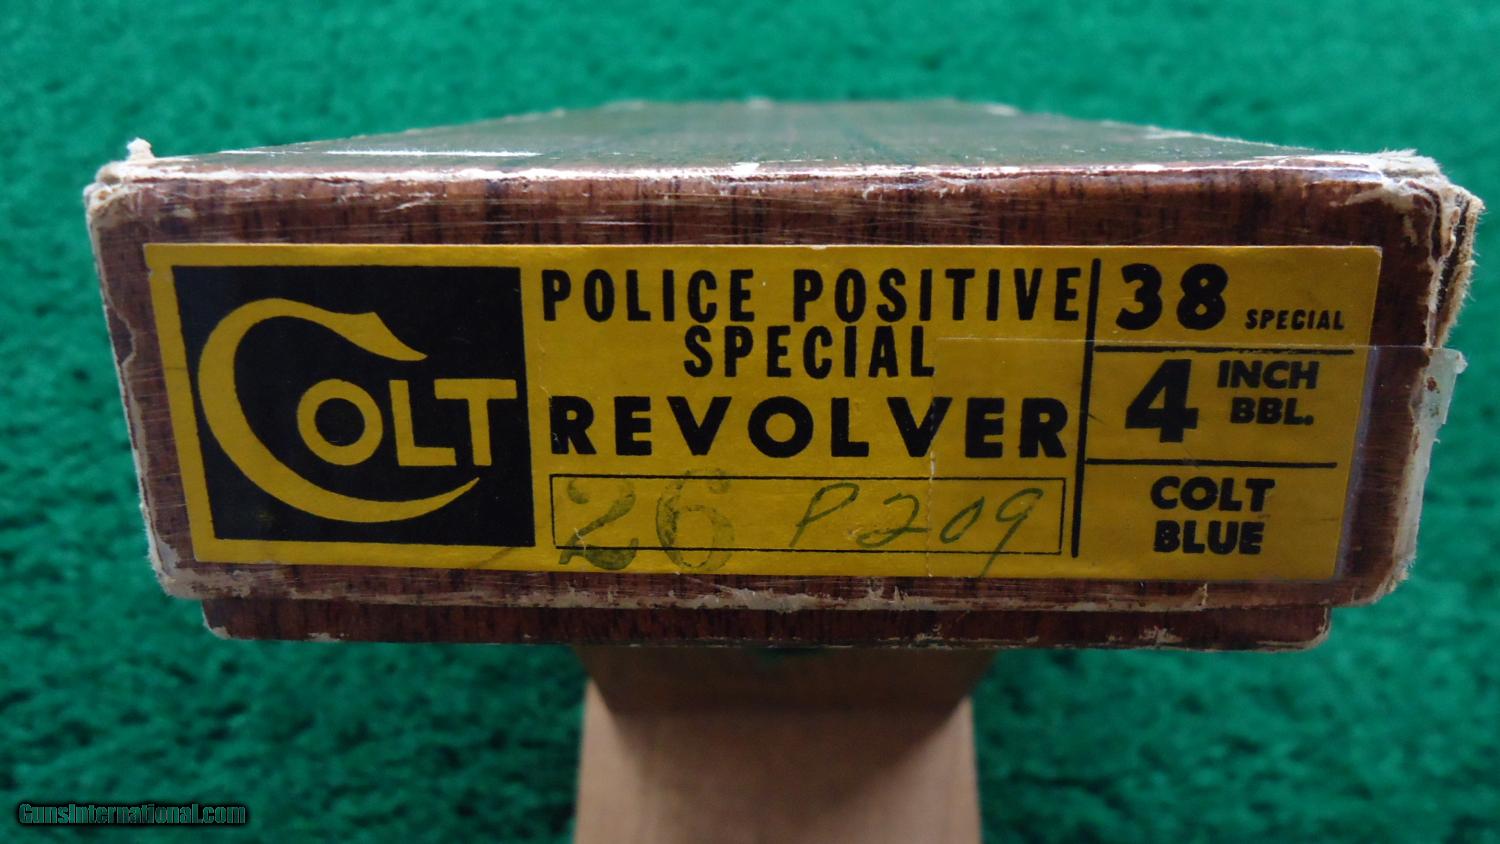 COLT
POLICE POSITIVE
SPECIAL
REVOLVER
26 P209
38 SPECIAL
4 INCH
BBL.
COLT
BLUE
GunsInternational.com